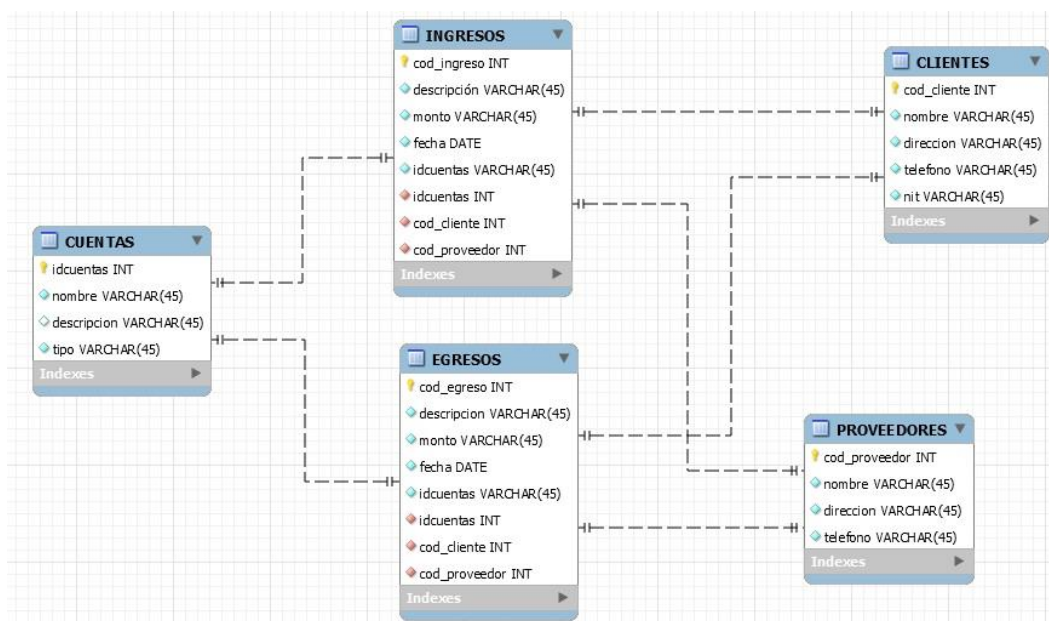 INGRESOS
cod_ingreso INT
descripción VARCHAR(45)
monto VARCHAR(45)
fecha DATE
idcuentas VARCHAR(45)
idcuentas INT
cod_cliente INT
cod_proveedor INT
Indexes
CLIENTES
cod_cliente INT
nombre VARCHAR(45)
direccion VARCHAR(45)
telefono VARCHAR(45)
nit VARCHAR(45)
Indexes
CUENTAS
idcuentas INT
nombre VARCHAR(45)
descripcion VARCHAR(45)
tipo VARCHAR(45)
Indexes
EGRESOS
cod_egreso INT
descripcion VARCHAR(45)
monto VARCHAR(45)
fecha DATE
idcuentas VARCHAR(45)
idcuentas INT
cod_cliente INT
cod_proveedor INT
Indexes
PROVEEDORES
cod_proveedor INT
nombre VARCHAR(45)
direccion VARCHAR(45)
telefono VARCHAR(45)
Indexes